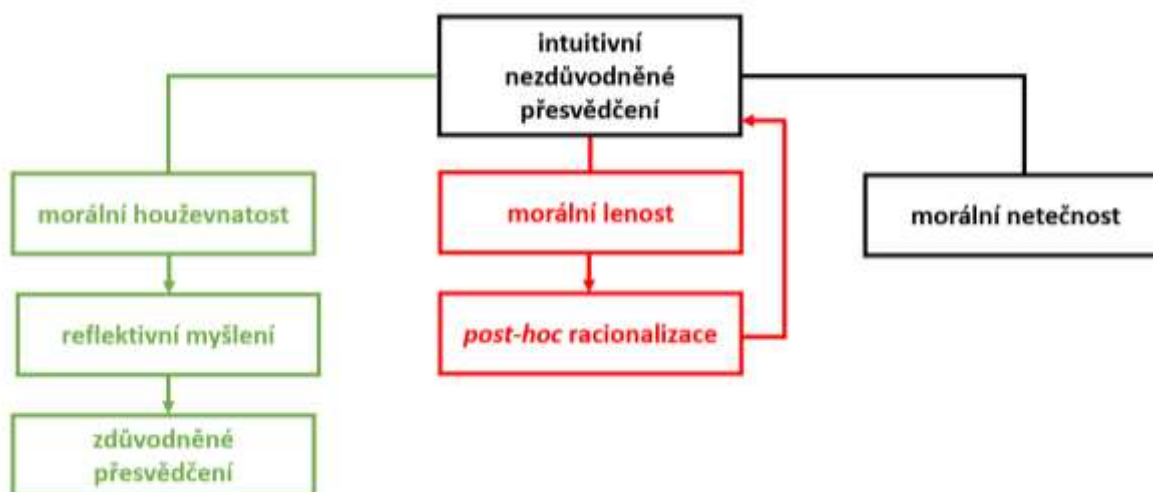 intuitivní
nezdůvodněné
přesvědčení
morální houževnatost
morální lenost
morální netečnost
reflektivní myšlení
post-hoc racionalizace
zdůvodněné
přesvědčení